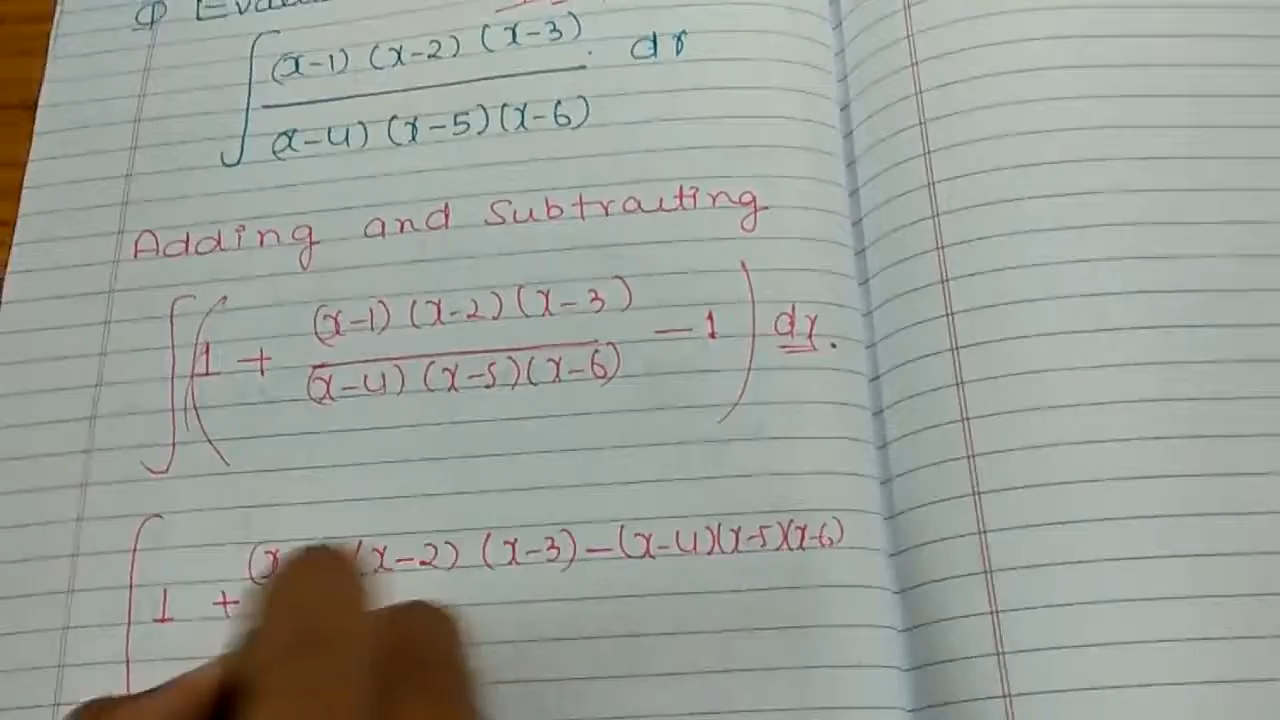 ∫ (x-1) (x-2) (x-3) dx
(x-4) (x-5) (x-6)
Adding and Subtracting
∫ ( 1 + (x-1) (x-2) (x-3) - 1 ) dx.
(x-4) (x-5) (x-6)
∫ 1 + (x (x-2) (x-3) - (x-4)(x-5)(x-6)